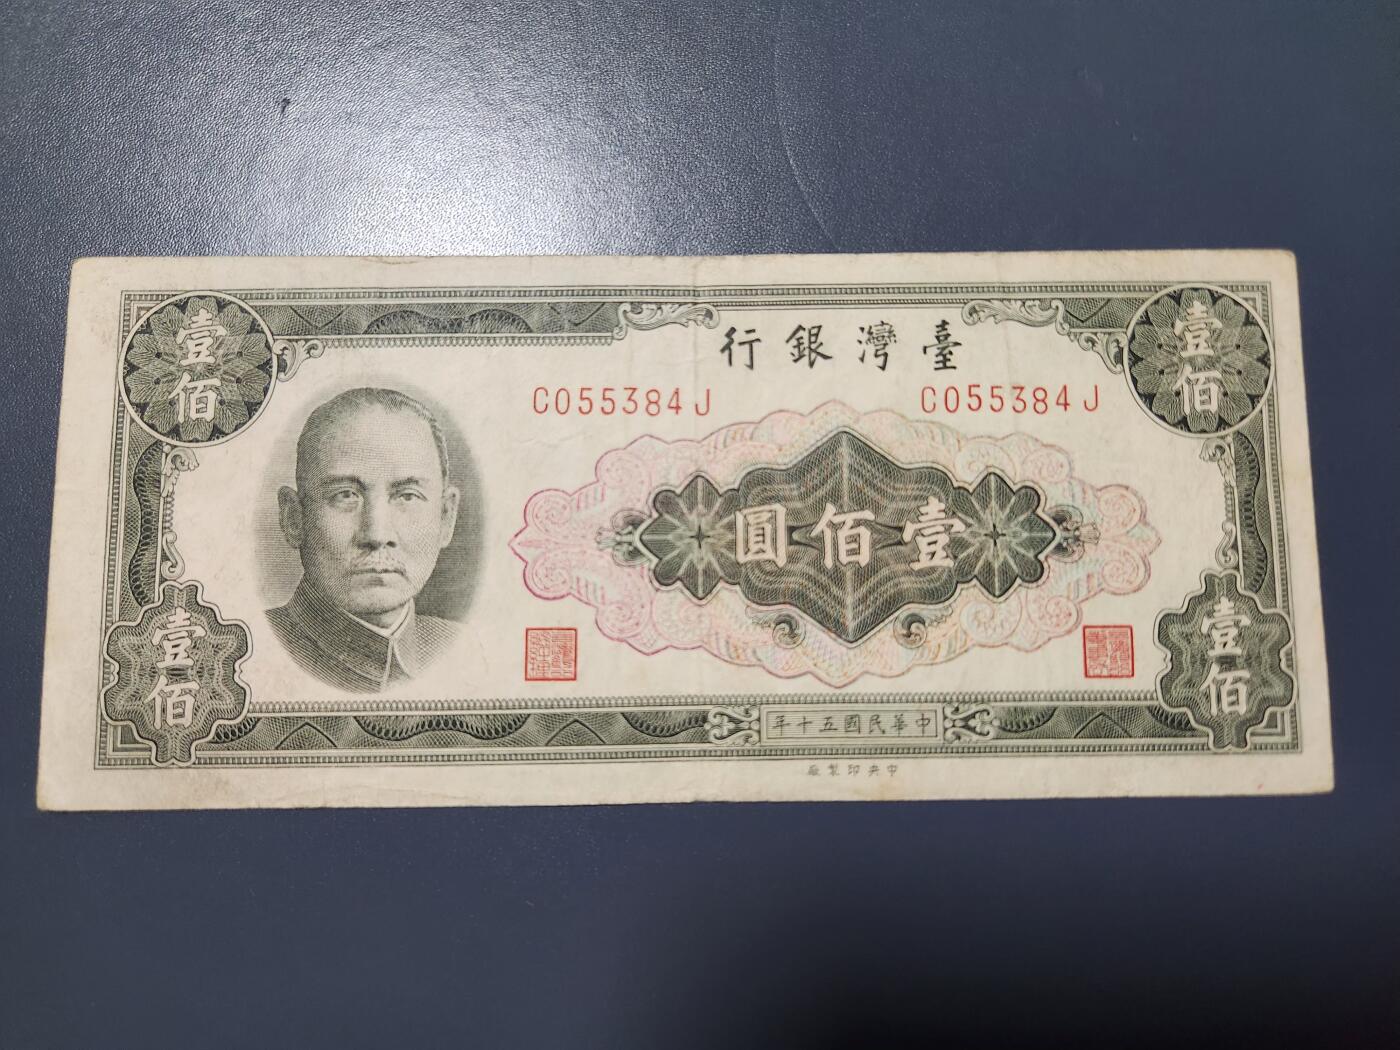 壹佰
臺灣銀行
壹佰
C055384J
C055384J
壹佰圓
壹佰
壹佰
中華民國五十年
中央印製廠